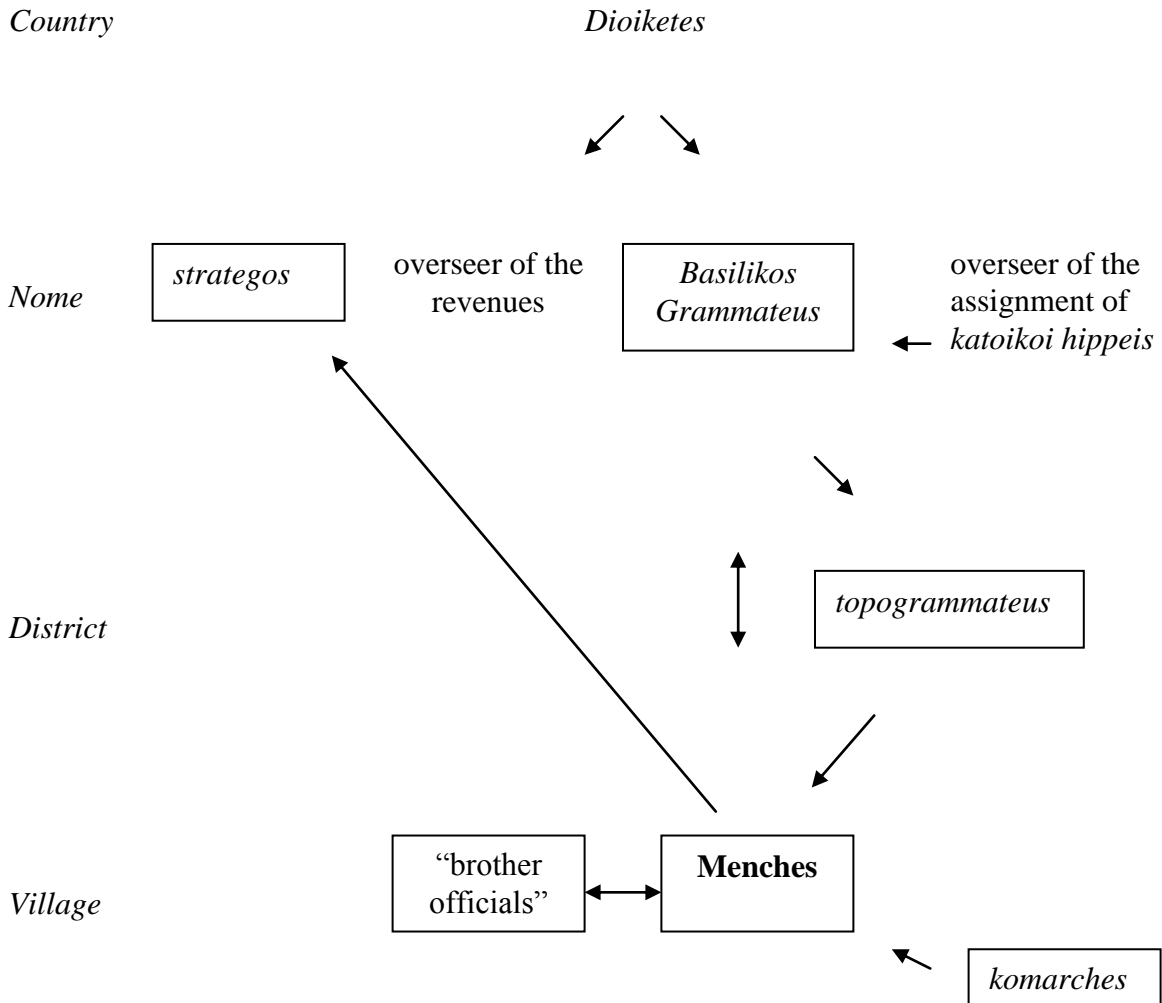 Country
Dioiketes
Nome
strategos
overseer of the
revenues
Basilikos
Grammateus
overseer of the
assignment of
katoikoi hippeis
District
topogrammateus
Village
“brother
officials”
Menches
komarches